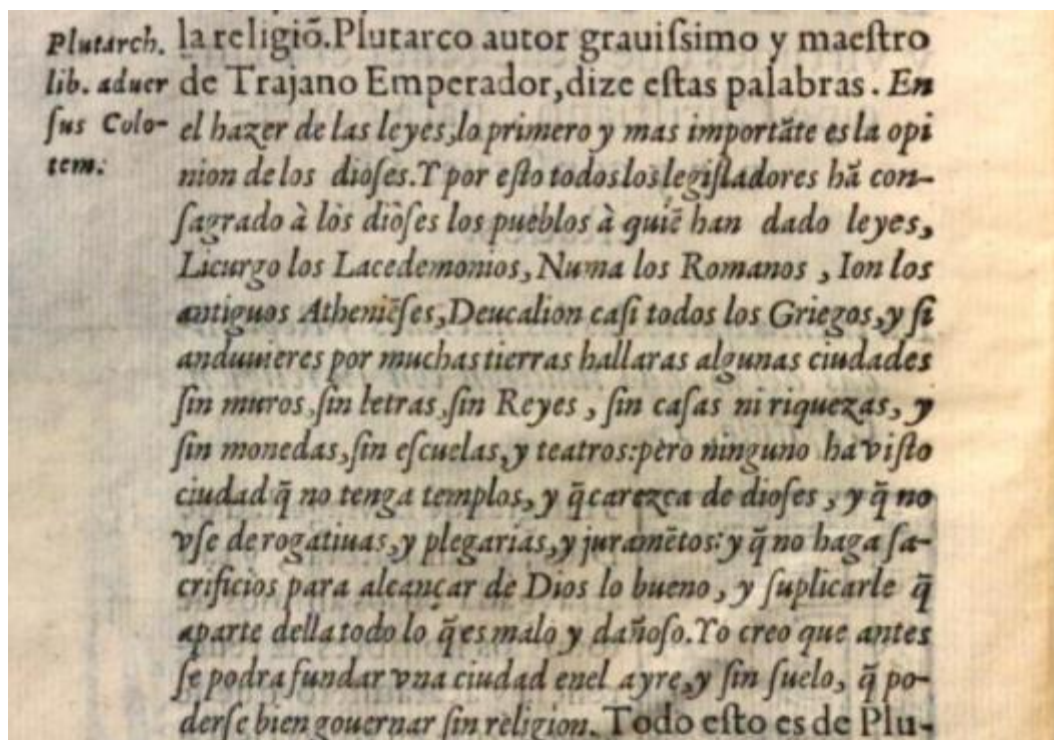 Plutarch.
lib. aduer
ſus Colo-
tem.
la religiõ. Plutarco autor grauiſsimo y maeſtro
de Trajano Emperador, dize eſtas palabras. En
el hazer de las leyes, lo primero y mas importãte es la opi
nion de los dioſes. Y por eſto todos los legiſladores hã con-
ſagrado à los dioſes los pueblos à quiẽ han dado leyes,
Licurgo los Lacedemonios, Numa los Romanos, Ion los
antiguos Atheniẽſes, Deucalion caſi todos los Griegos, y ſi
anduuieres por muchas tierras hallaras algunas ciudades
ſin muros, ſin letras, ſin Reyes, ſin caſas ni riquezas, y
ſin monedas, ſin eſcuelas, y teatros: pero ninguno ha viſto
ciudad q̃ no tenga templos, y q̃ carezca de dioſes, y q̃ no
vſe de rogatiuas, y plegarias, y juramẽtos: y q̃ no haga ſa-
crificios para alcançar de Dios lo bueno, y ſuplicarle q̃
aparte della todo lo q̃ es malo y dañoſo. Yo creo que antes
ſe podra fundar vna ciudad enel ayre, y ſin ſuelo, q̃ po-
derſe bien gouernar ſin religion. Todo eſto es de Plu-